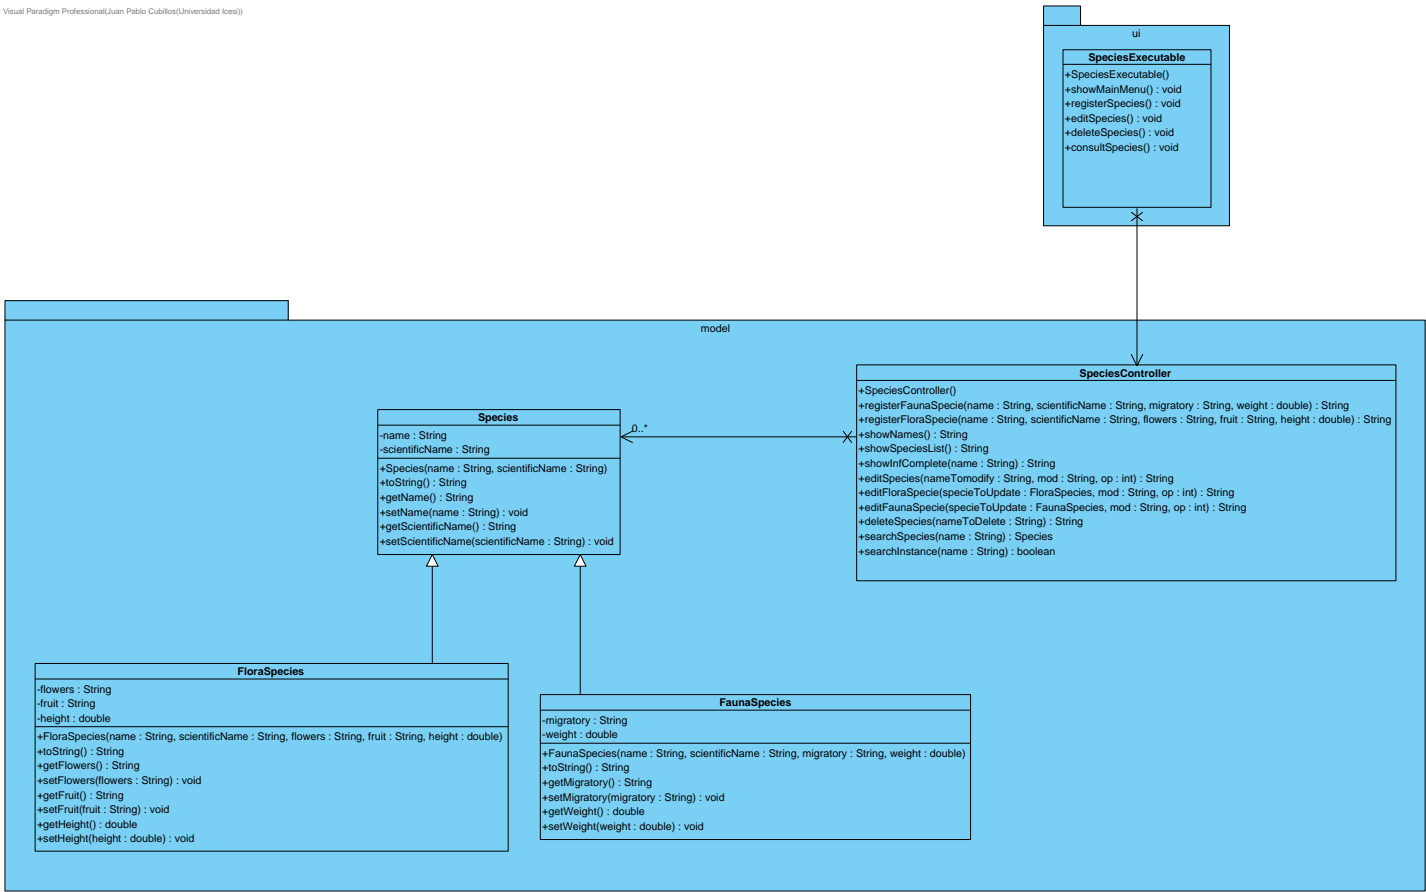 Visual Paradigm Professional(Juan Pablo Cubillos(Universidad Icesi))
ui
SpeciesExecutable
+SpeciesExecutable()
+showMainMenu() : void
+registerSpecies() : void
+editSpecies() : void
+deleteSpecies() : void
+consultSpecies() : void
model
SpeciesController
+SpeciesController()
+registerFaunaSpecie(name : String, scientificName : String, migratory : String, weight : double) : String
+registerFloraSpecie(name : String, scientificName : String, flowers : String, fruit : String, height : double) : String
+showNames() : String
+showSpeciesList() : String
+showInfComplete(name : String) : String
+editSpecies(nameTomodify : String, mod : String, op : int) : String
+editFloraSpecie(specieToUpdate : FloraSpecies, mod : String, op : int) : String
+editFaunaSpecie(specieToUpdate : FaunaSpecies, mod : String, op : int) : String
+deleteSpecies(nameToDelete : String) : String
+searchSpecies(name : String) : Species
+searchInstance(name : String) : boolean
0..*
Species
-name : String
-scientificName : String
+Species(name : String, scientificName : String)
+toString() : String
+getName() : String
+setName(name : String) : void
+getScientificName() : String
+setScientificName(scientificName : String) : void
FloraSpecies
-flowers : String
-fruit : String
-height : double
+FloraSpecies(name : String, scientificName : String, flowers : String, fruit : String, height : double)
+toString() : String
+getFlowers() : String
+setFlowers(flowers : String) : void
+getFruit() : String
+setFruit(fruit : String) : void
+getHeight() : double
+setHeight(height : double) : void
FaunaSpecies
-migratory : String
-weight : double
+FaunaSpecies(name : String, scientificName : String, migratory : String, weight : double)
+toString() : String
+getMigratory() : String
+setMigratory(migratory : String) : void
+getWeight() : double
+setWeight(weight : double) : void